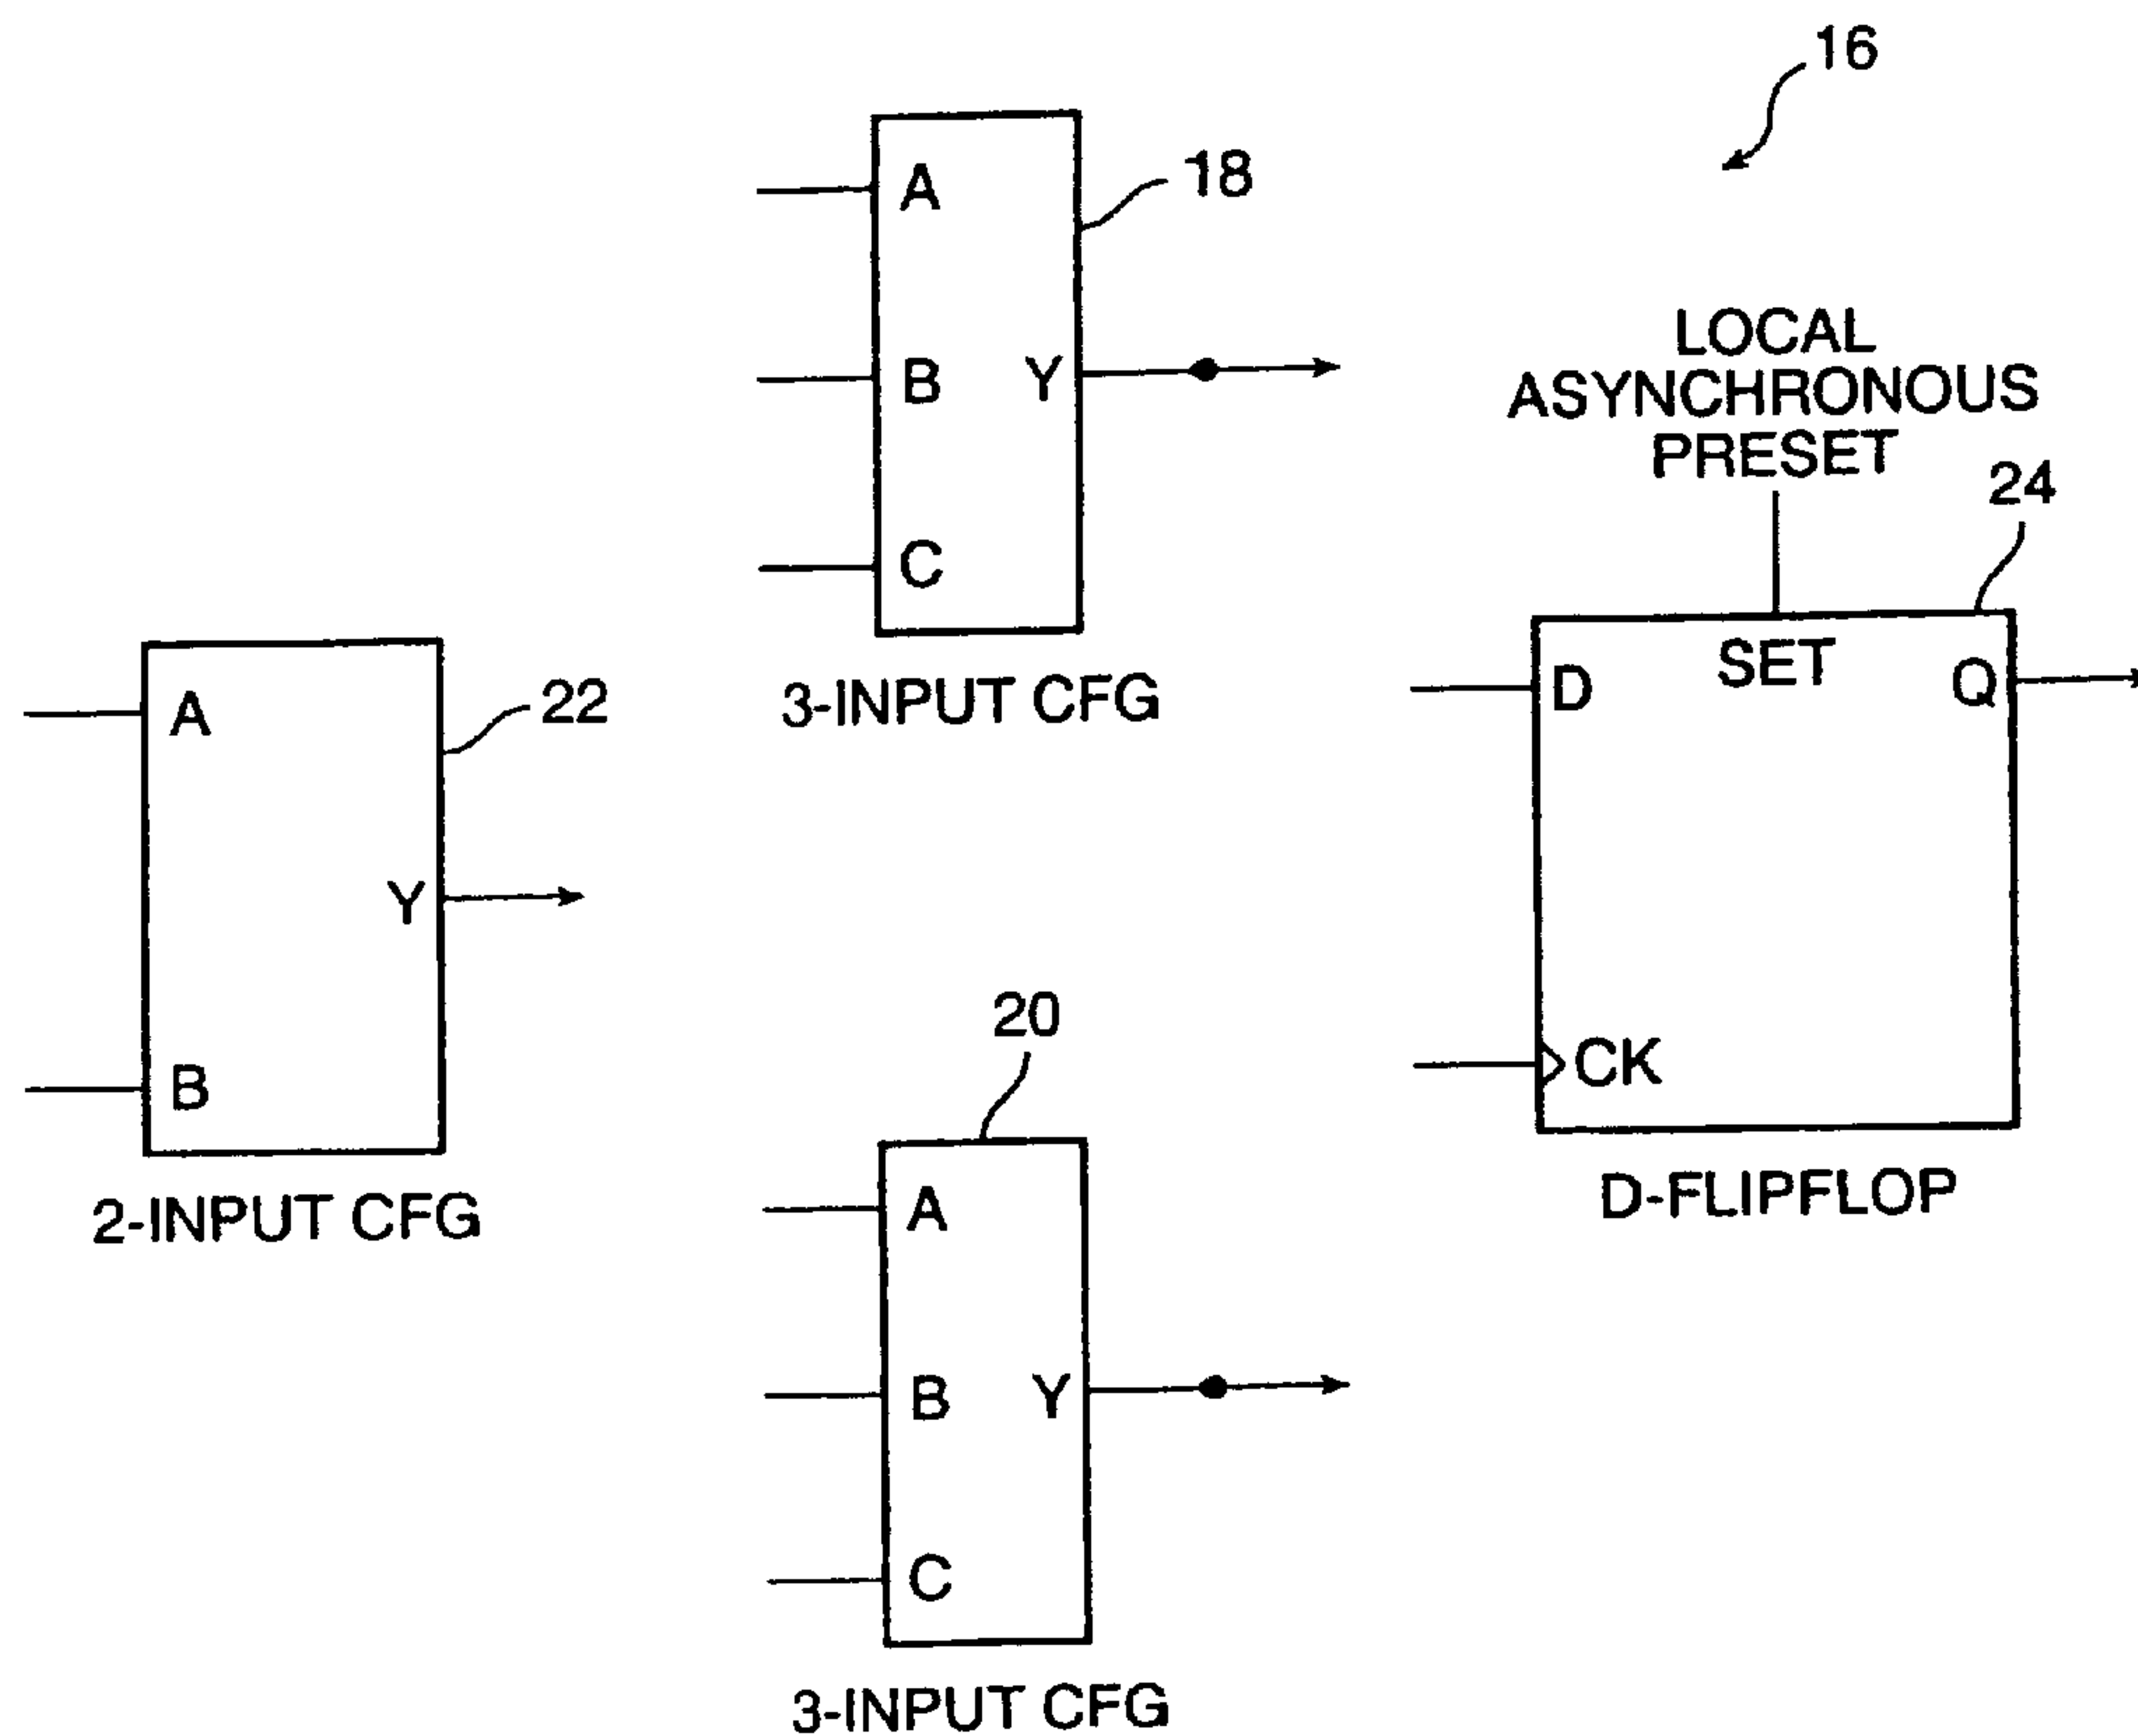 16
A
18
B Y
C
3-INPUT CFG
LOCAL
ASYNCHRONOUS
PRESET
24
SET
D Q
CK
D-FLIPFLOP
A
22
Y
B
2-INPUT CFG
20
A
B Y
C
3-INPUT CFG